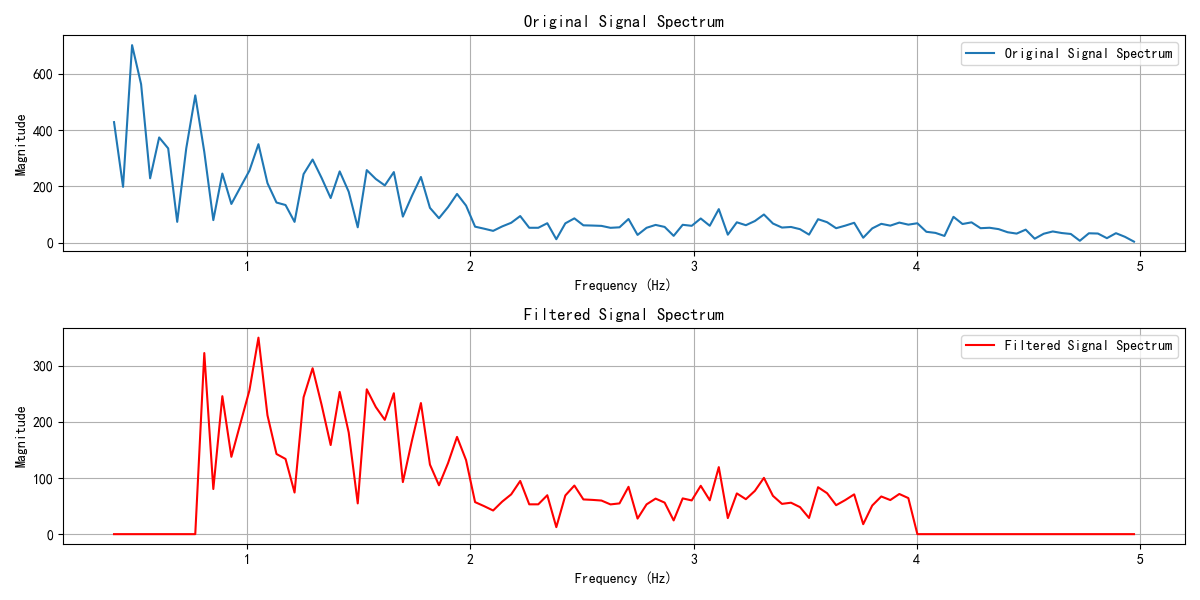 Original Signal Spectrum
Original Signal Spectrum
Magnitude
600
400
200
0
1 2 3 4 5
Frequency (Hz)
Filtered Signal Spectrum
Filtered Signal Spectrum
Magnitude
300
200
100
0
1 2 3 4 5
Frequency (Hz)